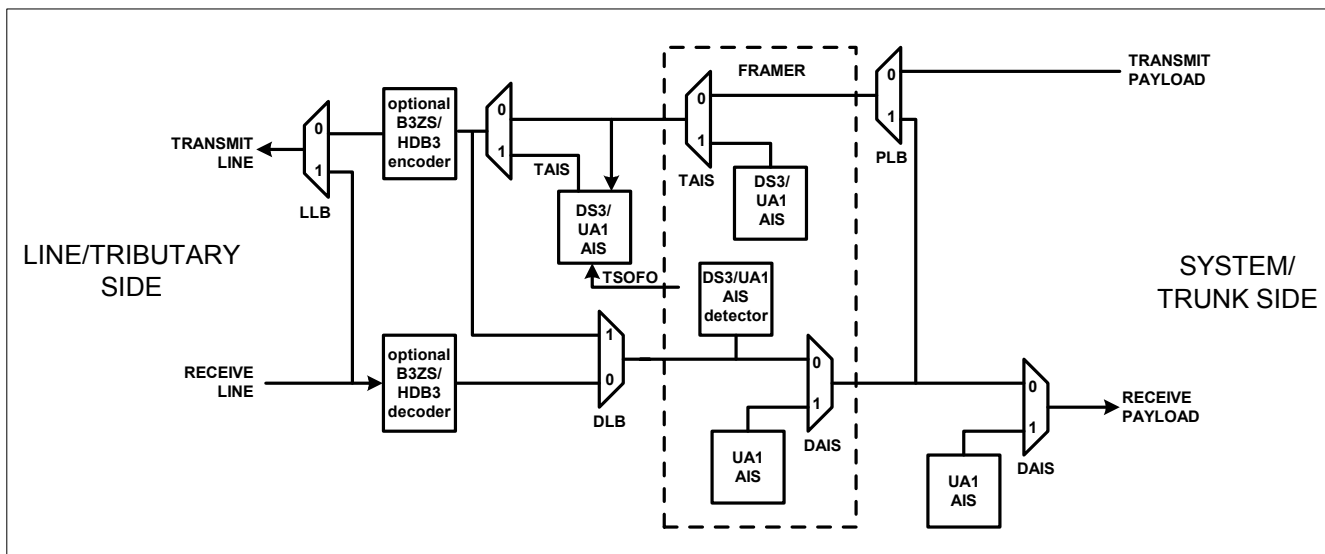 FRAMER
TRANSMIT
PAYLOAD
0
1
PLB
0
1
TAIS
DS3/
UA1
AIS
0
1
TAIS
DS3/
UA1
AIS
TSOFO
optional
B3ZS/
HDB3
encoder
0
1
LLB
TRANSMIT
LINE
LINE/TRIBUTARY
SIDE
SYSTEM/
TRUNK SIDE
DS3/UA1
AIS
detector
RECEIVE
LINE
optional
B3ZS/
HDB3
decoder
1
0
DLB
0
1
DAIS
UA1
AIS
0
1
DAIS
UA1
AIS
RECEIVE
PAYLOAD